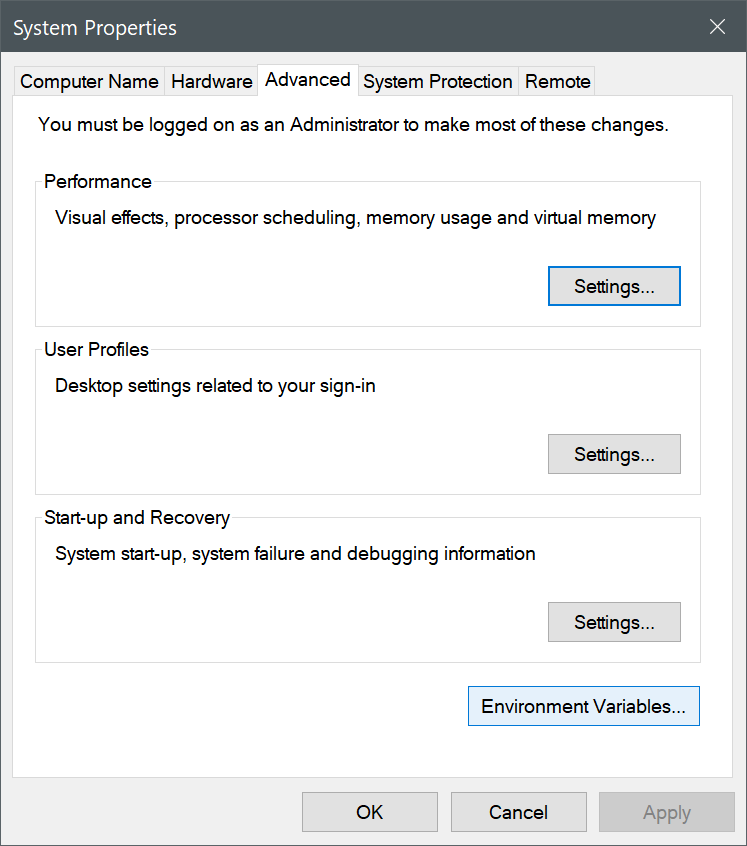 System Properties
Computer Name Hardware Advanced System Protection Remote
You must be logged on as an Administrator to make most of these changes.
Performance
Visual effects, processor scheduling, memory usage and virtual memory
Settings...
User Profiles
Desktop settings related to your sign-in
Settings...
Start-up and Recovery
System start-up, system failure and debugging information
Settings...
Environment Variables...
OK Cancel Apply